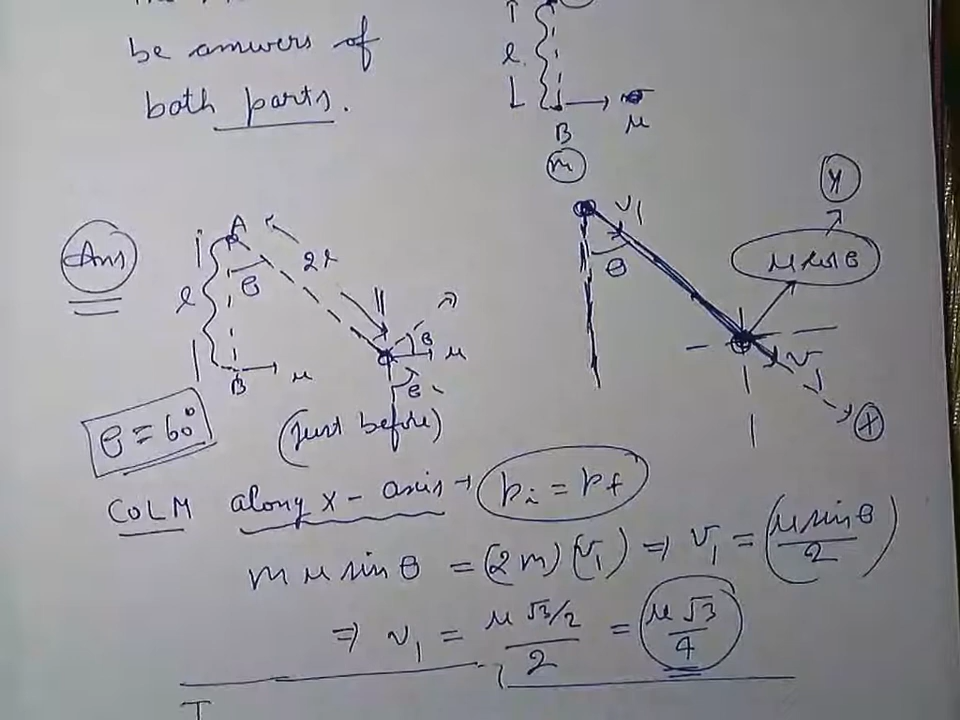 be answers of
both parts.
l
B
u
m
Ans
A
l
θ
2l
B
u
θ
u
θ
θ = 60°
(Just before)
v1
θ
u cos θ
Y
v1
X
COLM along x - axis → pi = pf
m u sin θ = (2m)(v1) ⇒ v1 = (u sin θ / 2)
⇒ v1 = u √3/2 / 2 = u √3 / 4